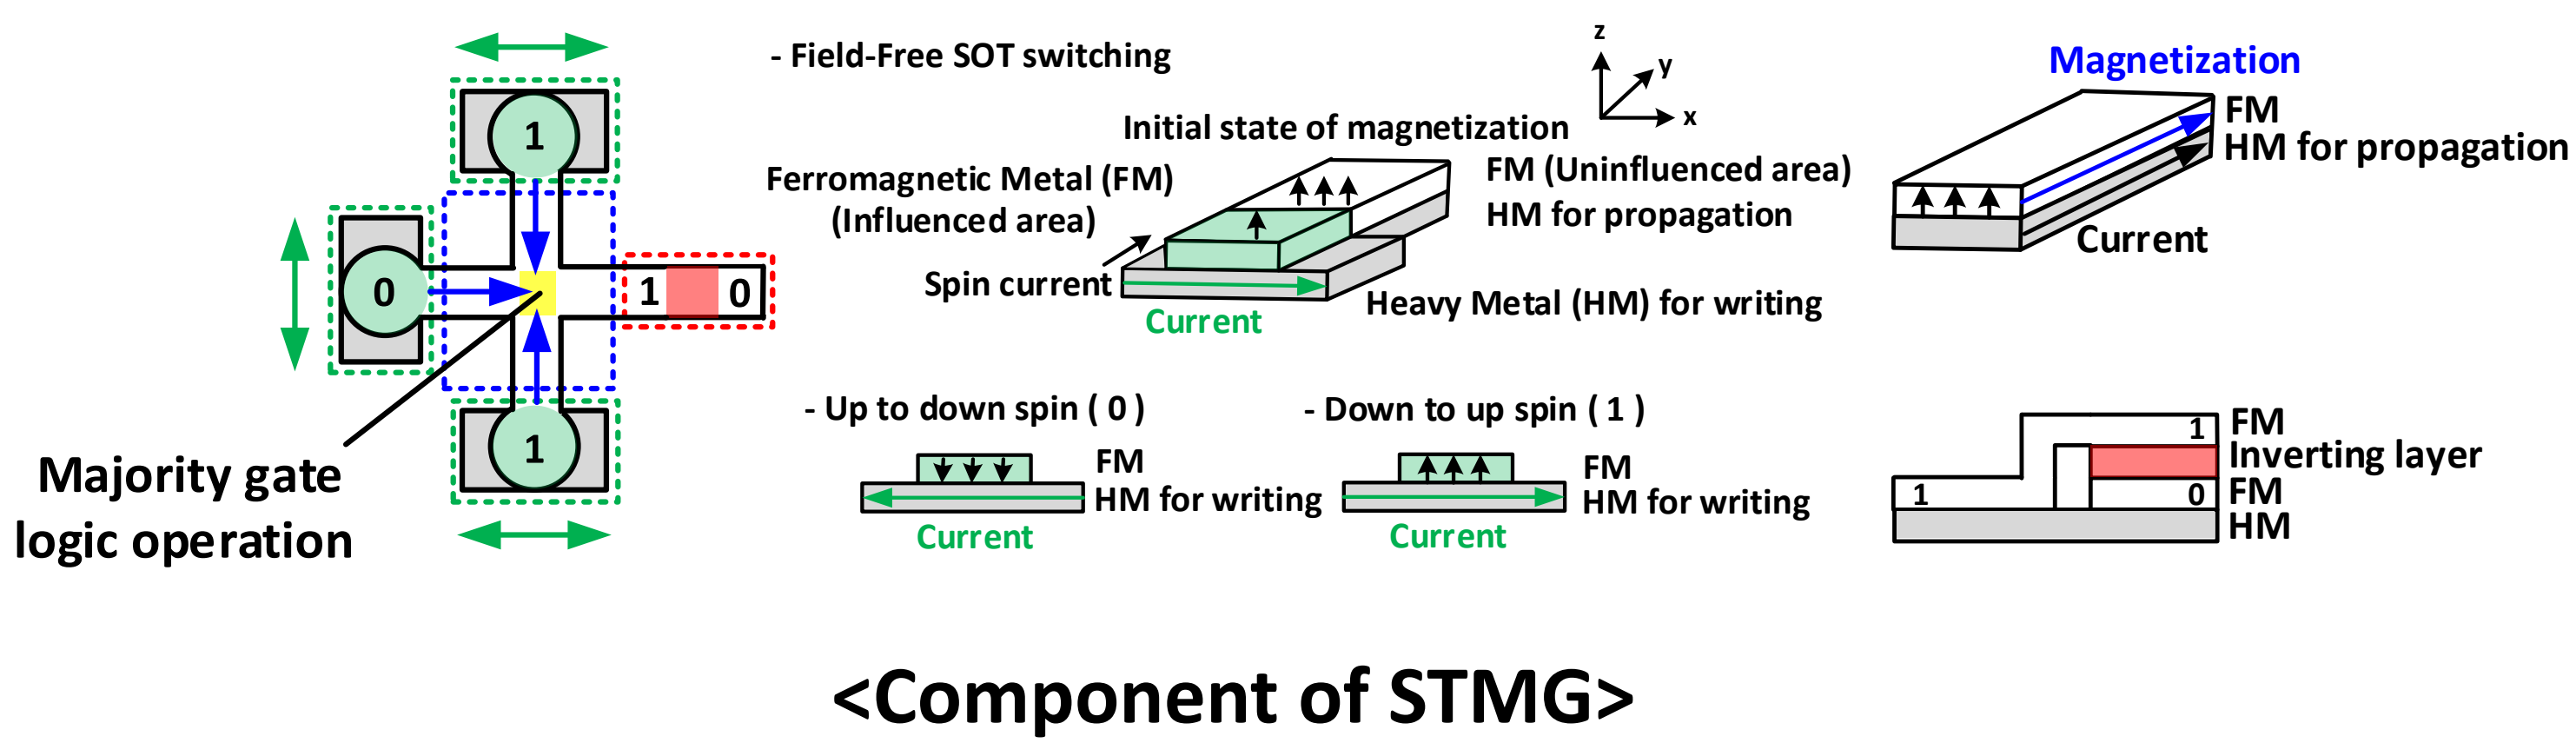 1
0
1
1 0
Majority gate
logic operation
- Field-Free SOT switching
Initial state of magnetization
z
y
x
Ferromagnetic Metal (FM)
(Influenced area)
FM (Uninfluenced area)
HM for propagation
Spin current
Current
Heavy Metal (HM) for writing
- Up to down spin ( 0 )
FM
HM for writing
Current
- Down to up spin ( 1 )
FM
HM for writing
Current
Magnetization
FM
HM for propagation
Current
1 FM
Inverting layer
1 0 FM
HM
<Component of STMG>